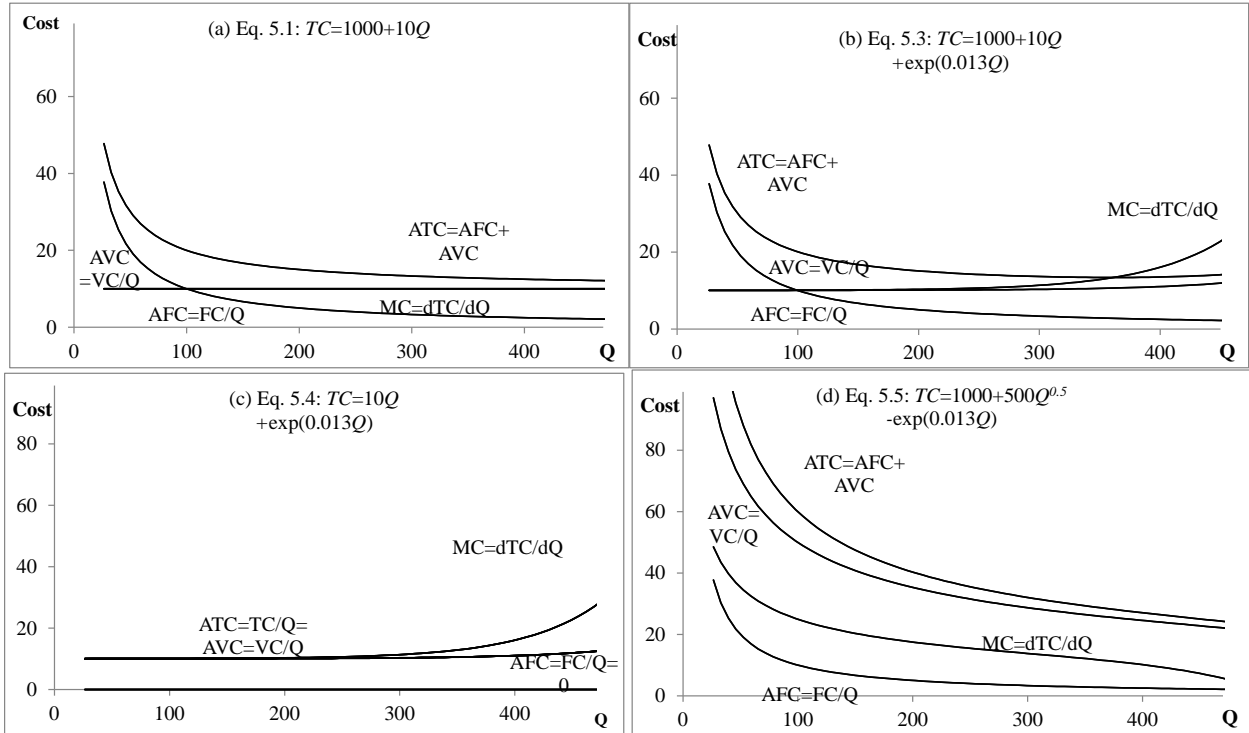 Cost
(a) Eq. 5.1: TC=1000+10Q
60
40
20
0
ATC=AFC+
AVC
AVC
=VC/Q
MC=dTC/dQ
AFC=FC/Q
0
100
200
300
400
Q
Cost
(b) Eq. 5.3: TC=1000+10Q
+exp(0.013Q)
60
40
20
0
ATC=AFC+
AVC
MC=dTC/dQ
AVC=VC/Q
AFC=FC/Q
0
100
200
300
400
Q
Cost
(c) Eq. 5.4: TC=10Q
+exp(0.013Q)
80
60
40
20
0
MC=dTC/dQ
ATC=TC/Q=
AVC=VC/Q
AFC=FC/Q=
0
0
100
200
300
400
Q
Cost
(d) Eq. 5.5: TC=1000+500Q^0.5
-exp(0.013Q)
80
60
40
20
0
ATC=AFC+
AVC
AVC=
VC/Q
MC=dTC/dQ
AFC=FC/Q
0
100
200
300
400
Q